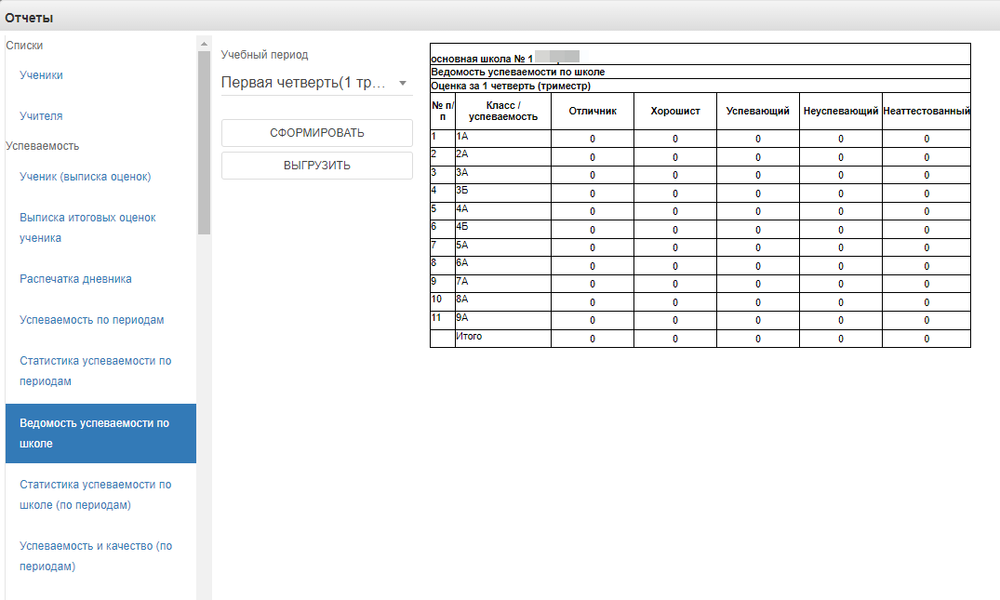 Отчеты
Списки
Ученики
Учителя
Успеваемость
Ученик (выписка оценок)
Выписка итоговых оценок
ученика
Распечатка дневника
Успеваемость по периодам
Статистика успеваемости по
периодам
Ведомость успеваемости по
школе
Статистика успеваемости по
школе (по периодам)
Успеваемость и качество (по
периодам)
Учебный период
Первая четверть(1 тр...
СФОРМИРОВАТЬ
ВЫГРУЗИТЬ
основная школа № 1
Ведомость успеваемости по школе
Оценка за 1 четверть (триместр)
№ п/п Класс / успеваемость Отличник Хорошист Успевающий Неуспевающий Неаттестованный
1 1А 0 0 0 0 0
2 2А 0 0 0 0 0
3 3А 0 0 0 0 0
4 3Б 0 0 0 0 0
5 4А 0 0 0 0 0
6 4Б 0 0 0 0 0
7 5А 0 0 0 0 0
8 6А 0 0 0 0 0
9 7А 0 0 0 0 0
10 8А 0 0 0 0 0
11 9А 0 0 0 0 0
Итого 0 0 0 0 0